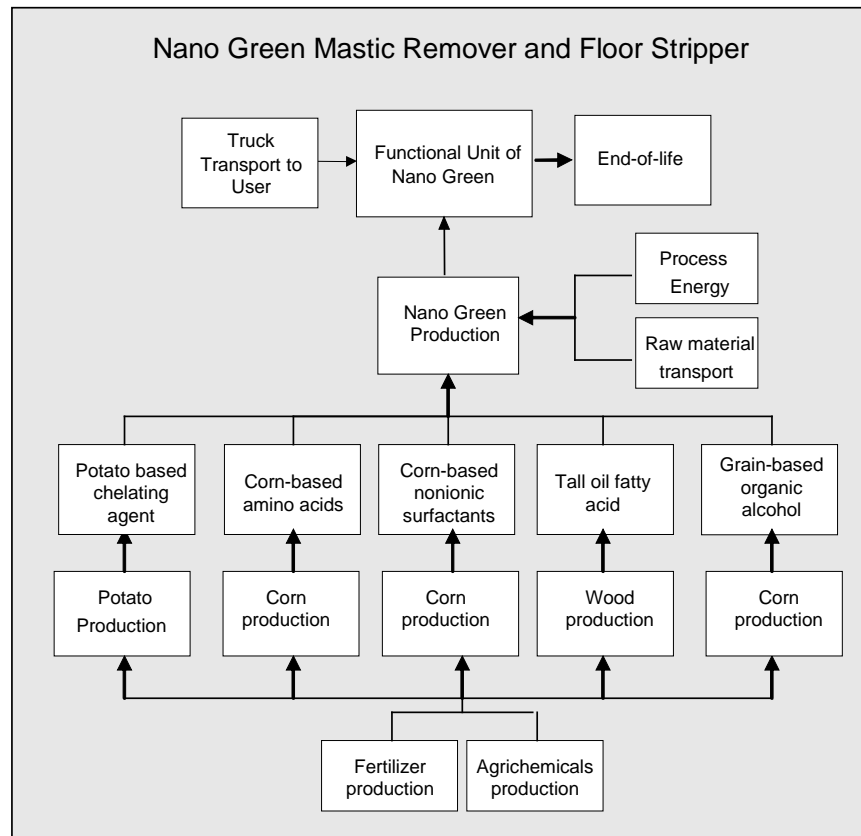 Nano Green Mastic Remover and Floor Stripper
Truck
Transport to
User
Functional Unit of
Nano Green
End-of-life
Process
Energy
Nano Green
Production
Raw material
transport
Potato based
chelating
agent
Corn-based
amino acids
Corn-based
nonionic
surfactants
Tall oil fatty
acid
Grain-based
organic
alcohol
Potato
Production
Corn
production
Corn
production
Wood
production
Corn
production
Fertilizer
production
Agrichemicals
production